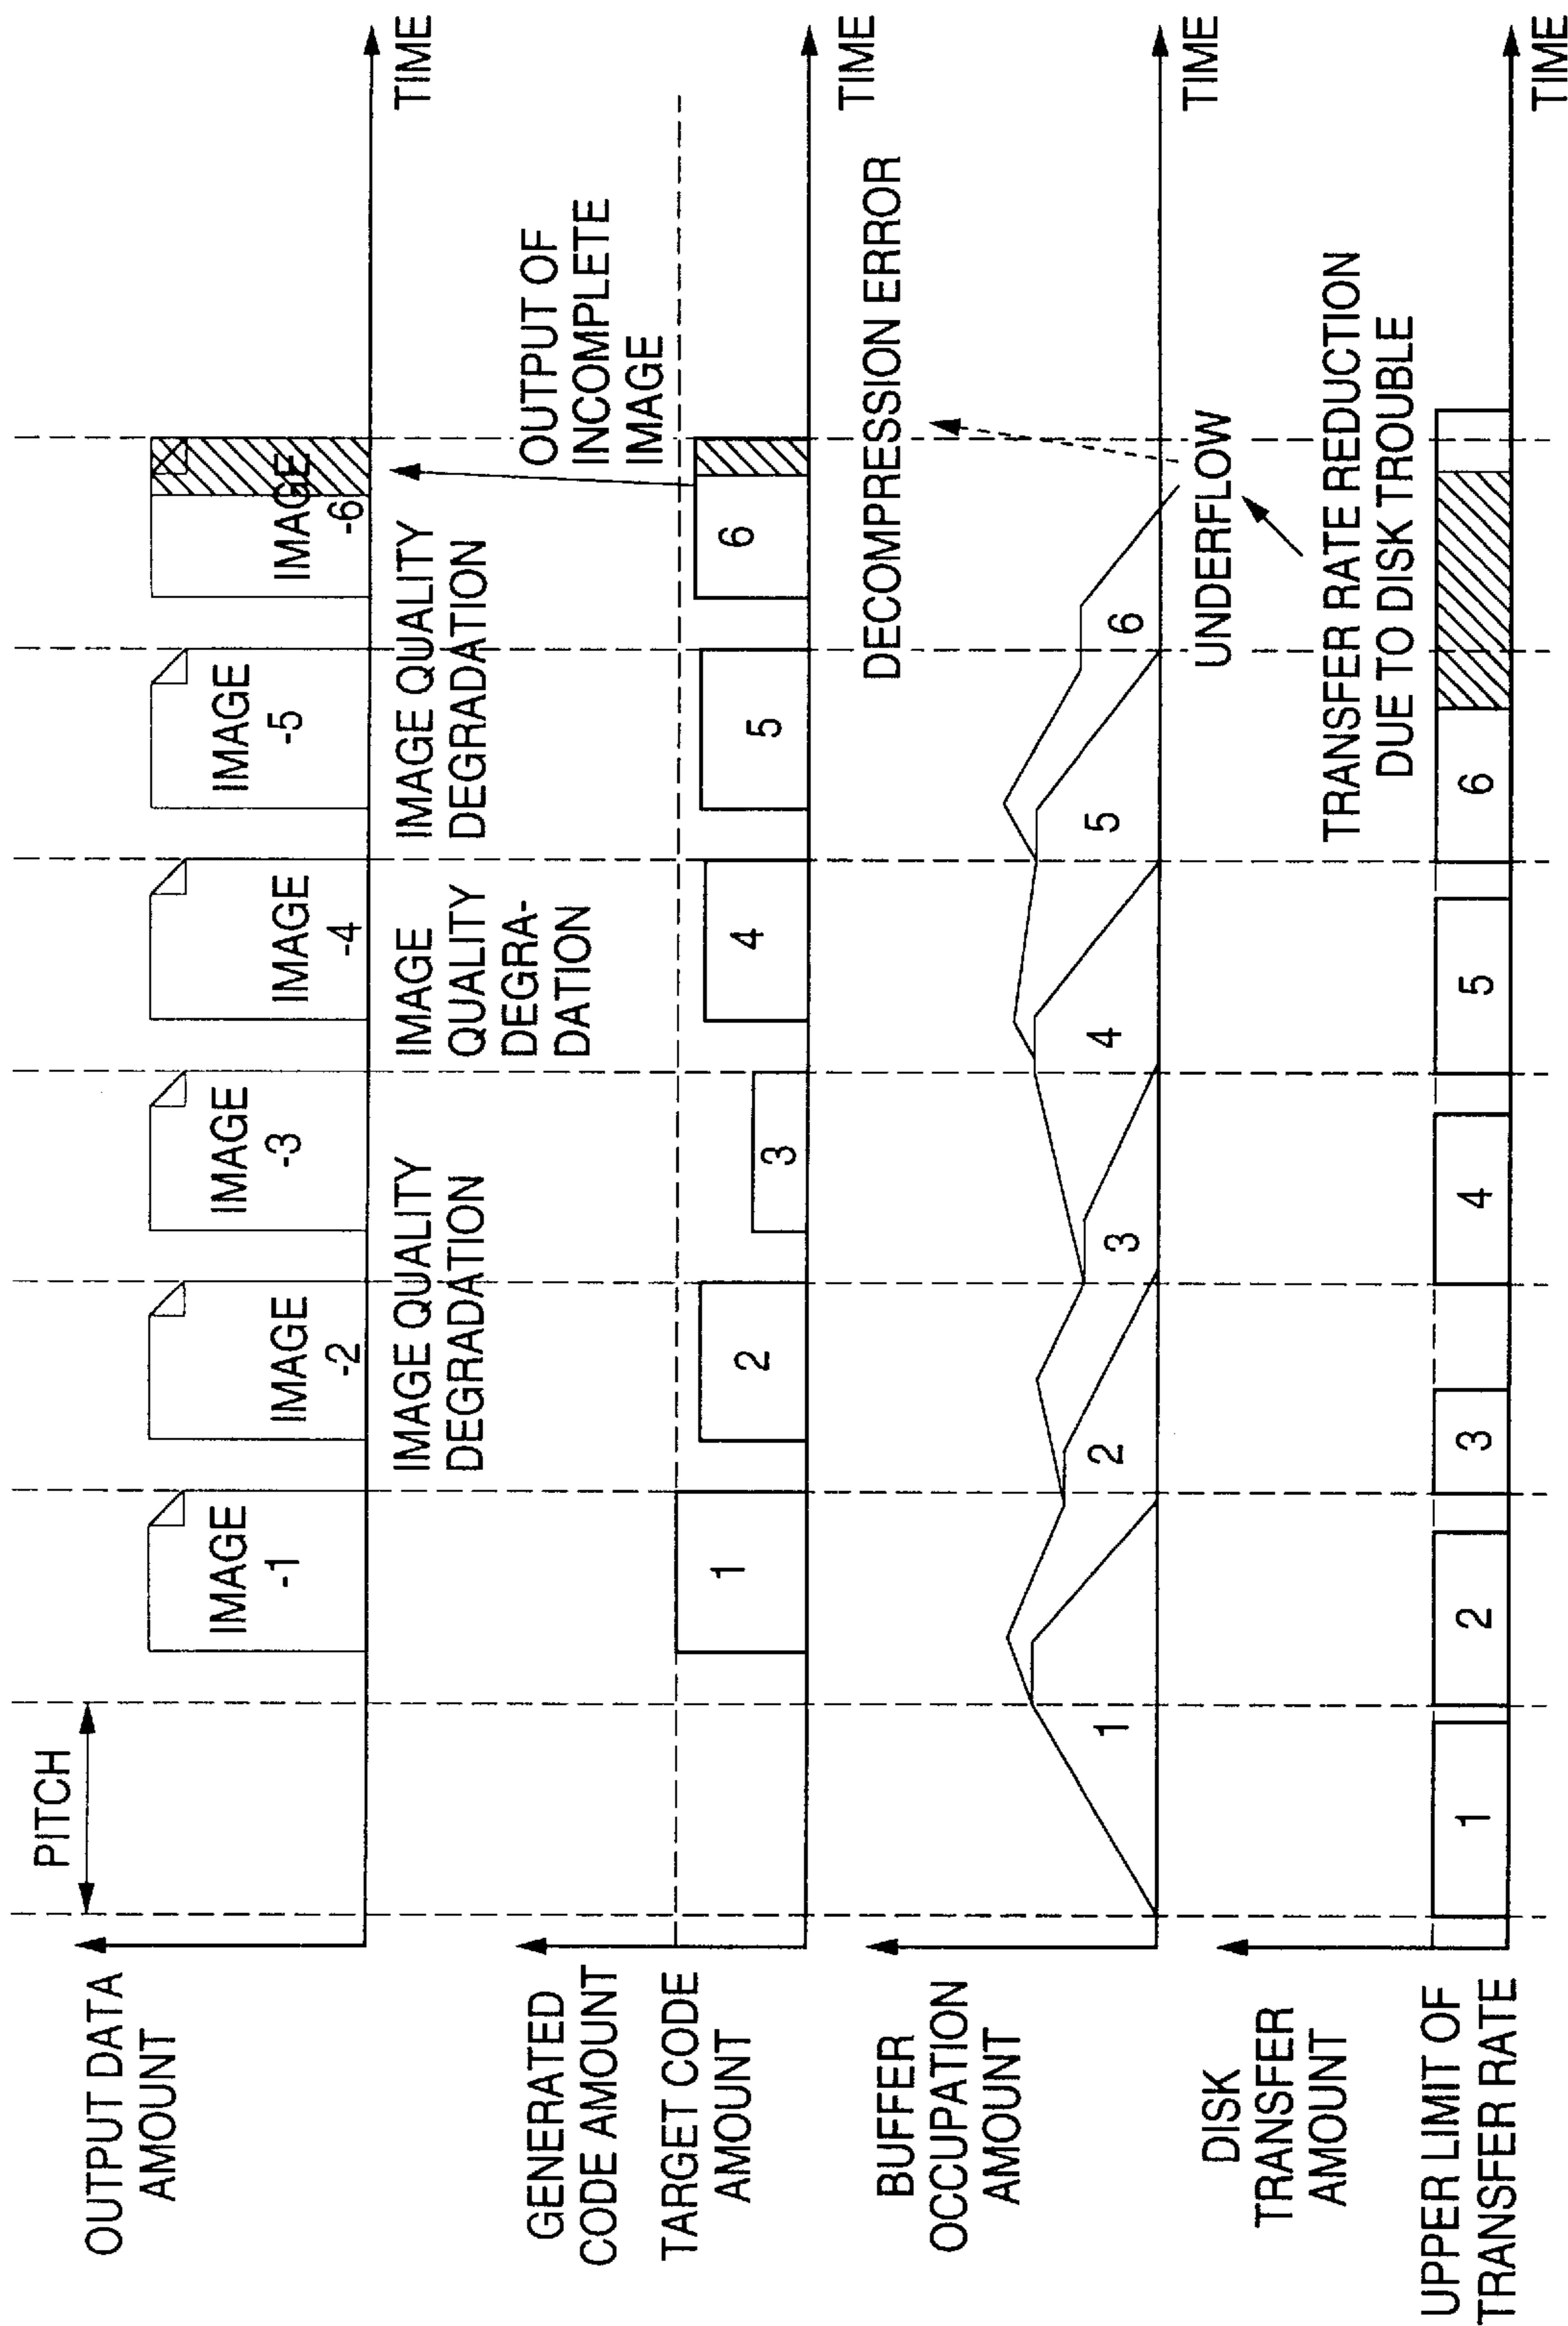 PITCH
OUTPUT DATA
AMOUNT
IMAGE
-1
IMAGE
-2
IMAGE
-3
IMAGE
-4
IMAGE
-5
IMAGE
-6
TIME
IMAGE QUALITY
DEGRADATION
IMAGE
QUALITY
DEGRA-
DATION
IMAGE QUALITY
DEGRADATION
OUTPUT OF
INCOMPLETE
IMAGE
GENERATED
CODE AMOUNT
TARGET CODE
AMOUNT
1
2
3
4
5
6
TIME
DECOMPRESSION ERROR
BUFFER
OCCUPATION
AMOUNT
1
2
3
4
5
6
TIME
UNDERFLOW
TRANSFER RATE REDUCTION
DUE TO DISK TROUBLE
DISK
TRANSFER
AMOUNT
UPPER LIMIT OF
TRANSFER RATE
1
2
3
4
5
6
TIME